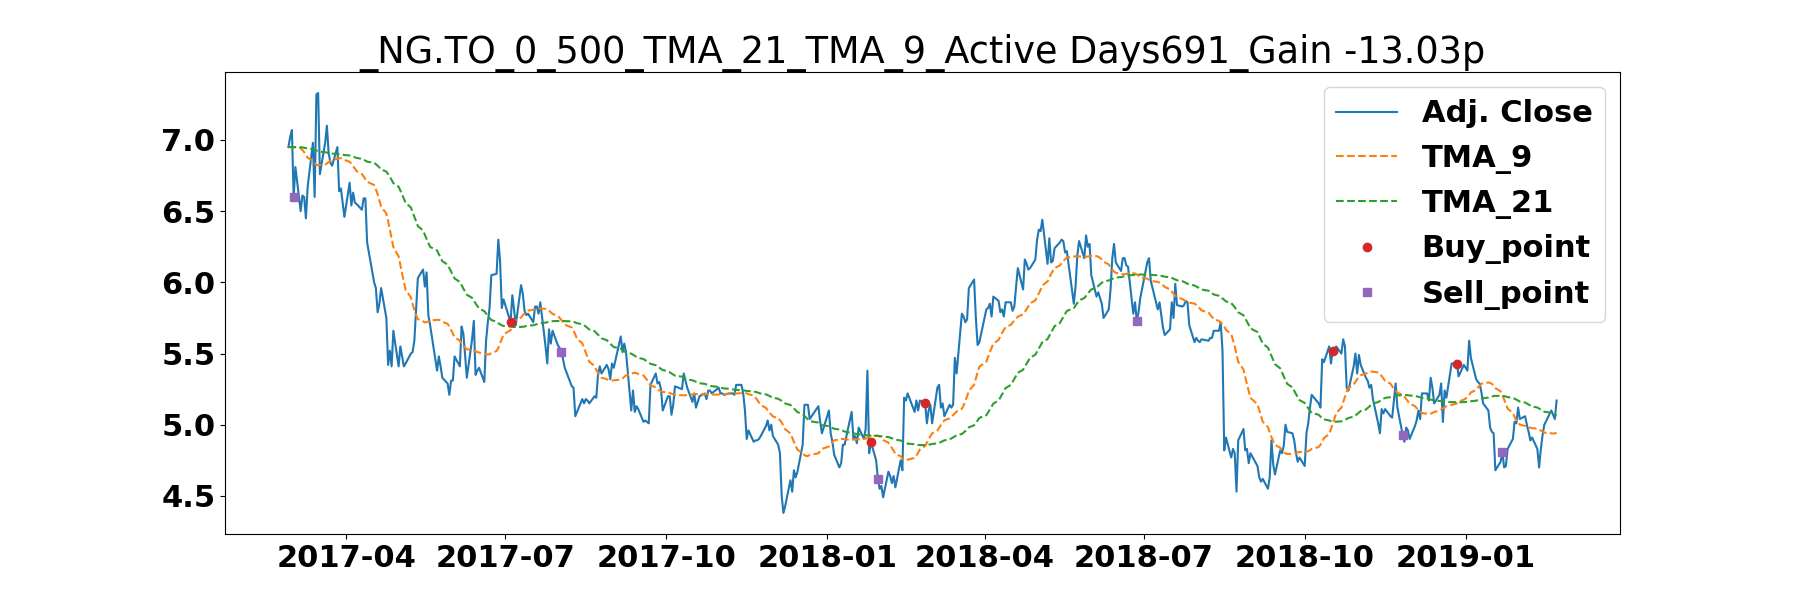 _NG.TO_0_500_TMA_21_TMA_9_Active Days691_Gain -13.03p
Adj. Close
TMA_9
TMA_21
Buy_point
Sell_point
7.0
6.5
6.0
5.5
5.0
4.5
2017-04 2017-07 2017-10 2018-01 2018-04 2018-07 2018-10 2019-01